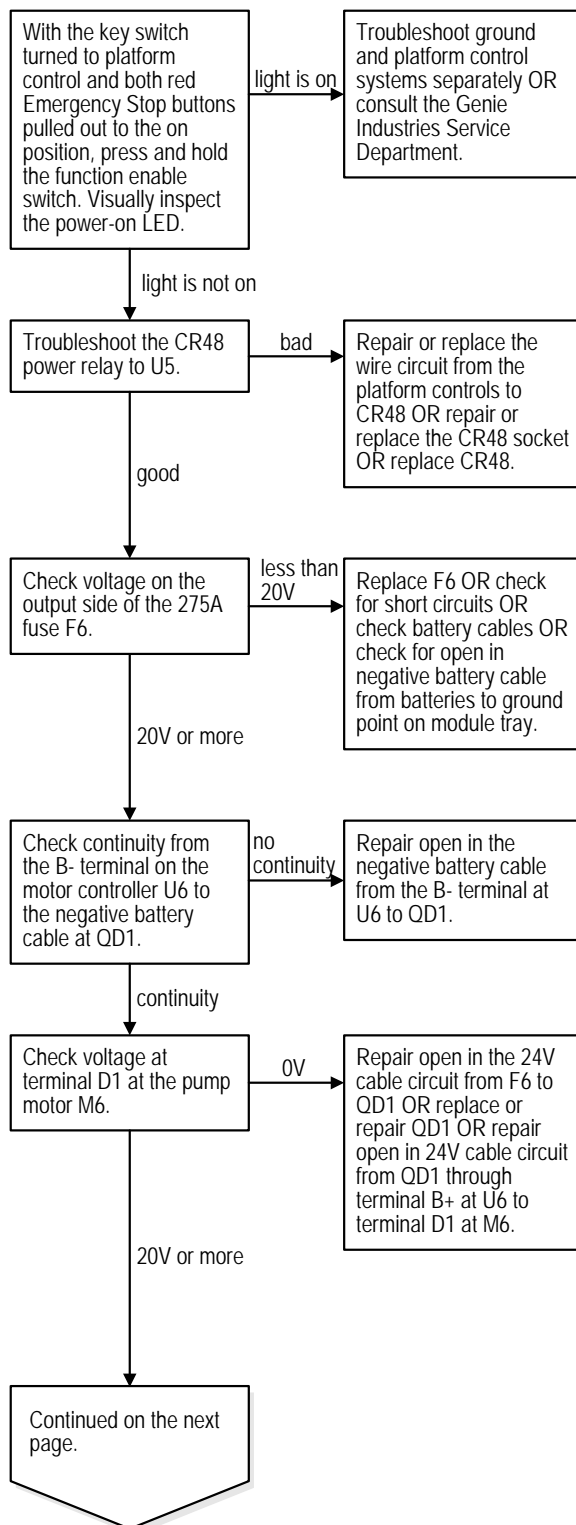 With the key switch
turned to platform
control and both red
Emergency Stop buttons
pulled out to the on
position, press and hold
the function enable
switch. Visually inspect
the power-on LED.
light is on
Troubleshoot ground
and platform control
systems separately OR
consult the Genie
Industries Service
Department.
light is not on
Troubleshoot the CR48
power relay to U5.
bad
Repair or replace the
wire circuit from the
platform controls to
CR48 OR repair or
replace the CR48 socket
OR replace CR48.
good
Check voltage on the
output side of the 275A
fuse F6.
less than
20V
Replace F6 OR check
for short circuits OR
check battery cables OR
check for open in
negative battery cable
from batteries to ground
point on module tray.
20V or more
Check continuity from
the B- terminal on the
motor controller U6 to
the negative battery
cable at QD1.
no
continuity
Repair open in the
negative battery cable
from the B- terminal at
U6 to QD1.
continuity
Check voltage at
terminal D1 at the pump
motor M6.
0V
Repair open in the 24V
cable circuit from F6 to
QD1 OR replace or
repair QD1 OR repair
open in 24V cable circuit
from QD1 through
terminal B+ at U6 to
terminal D1 at M6.
20V or more
Continued on the next
page.